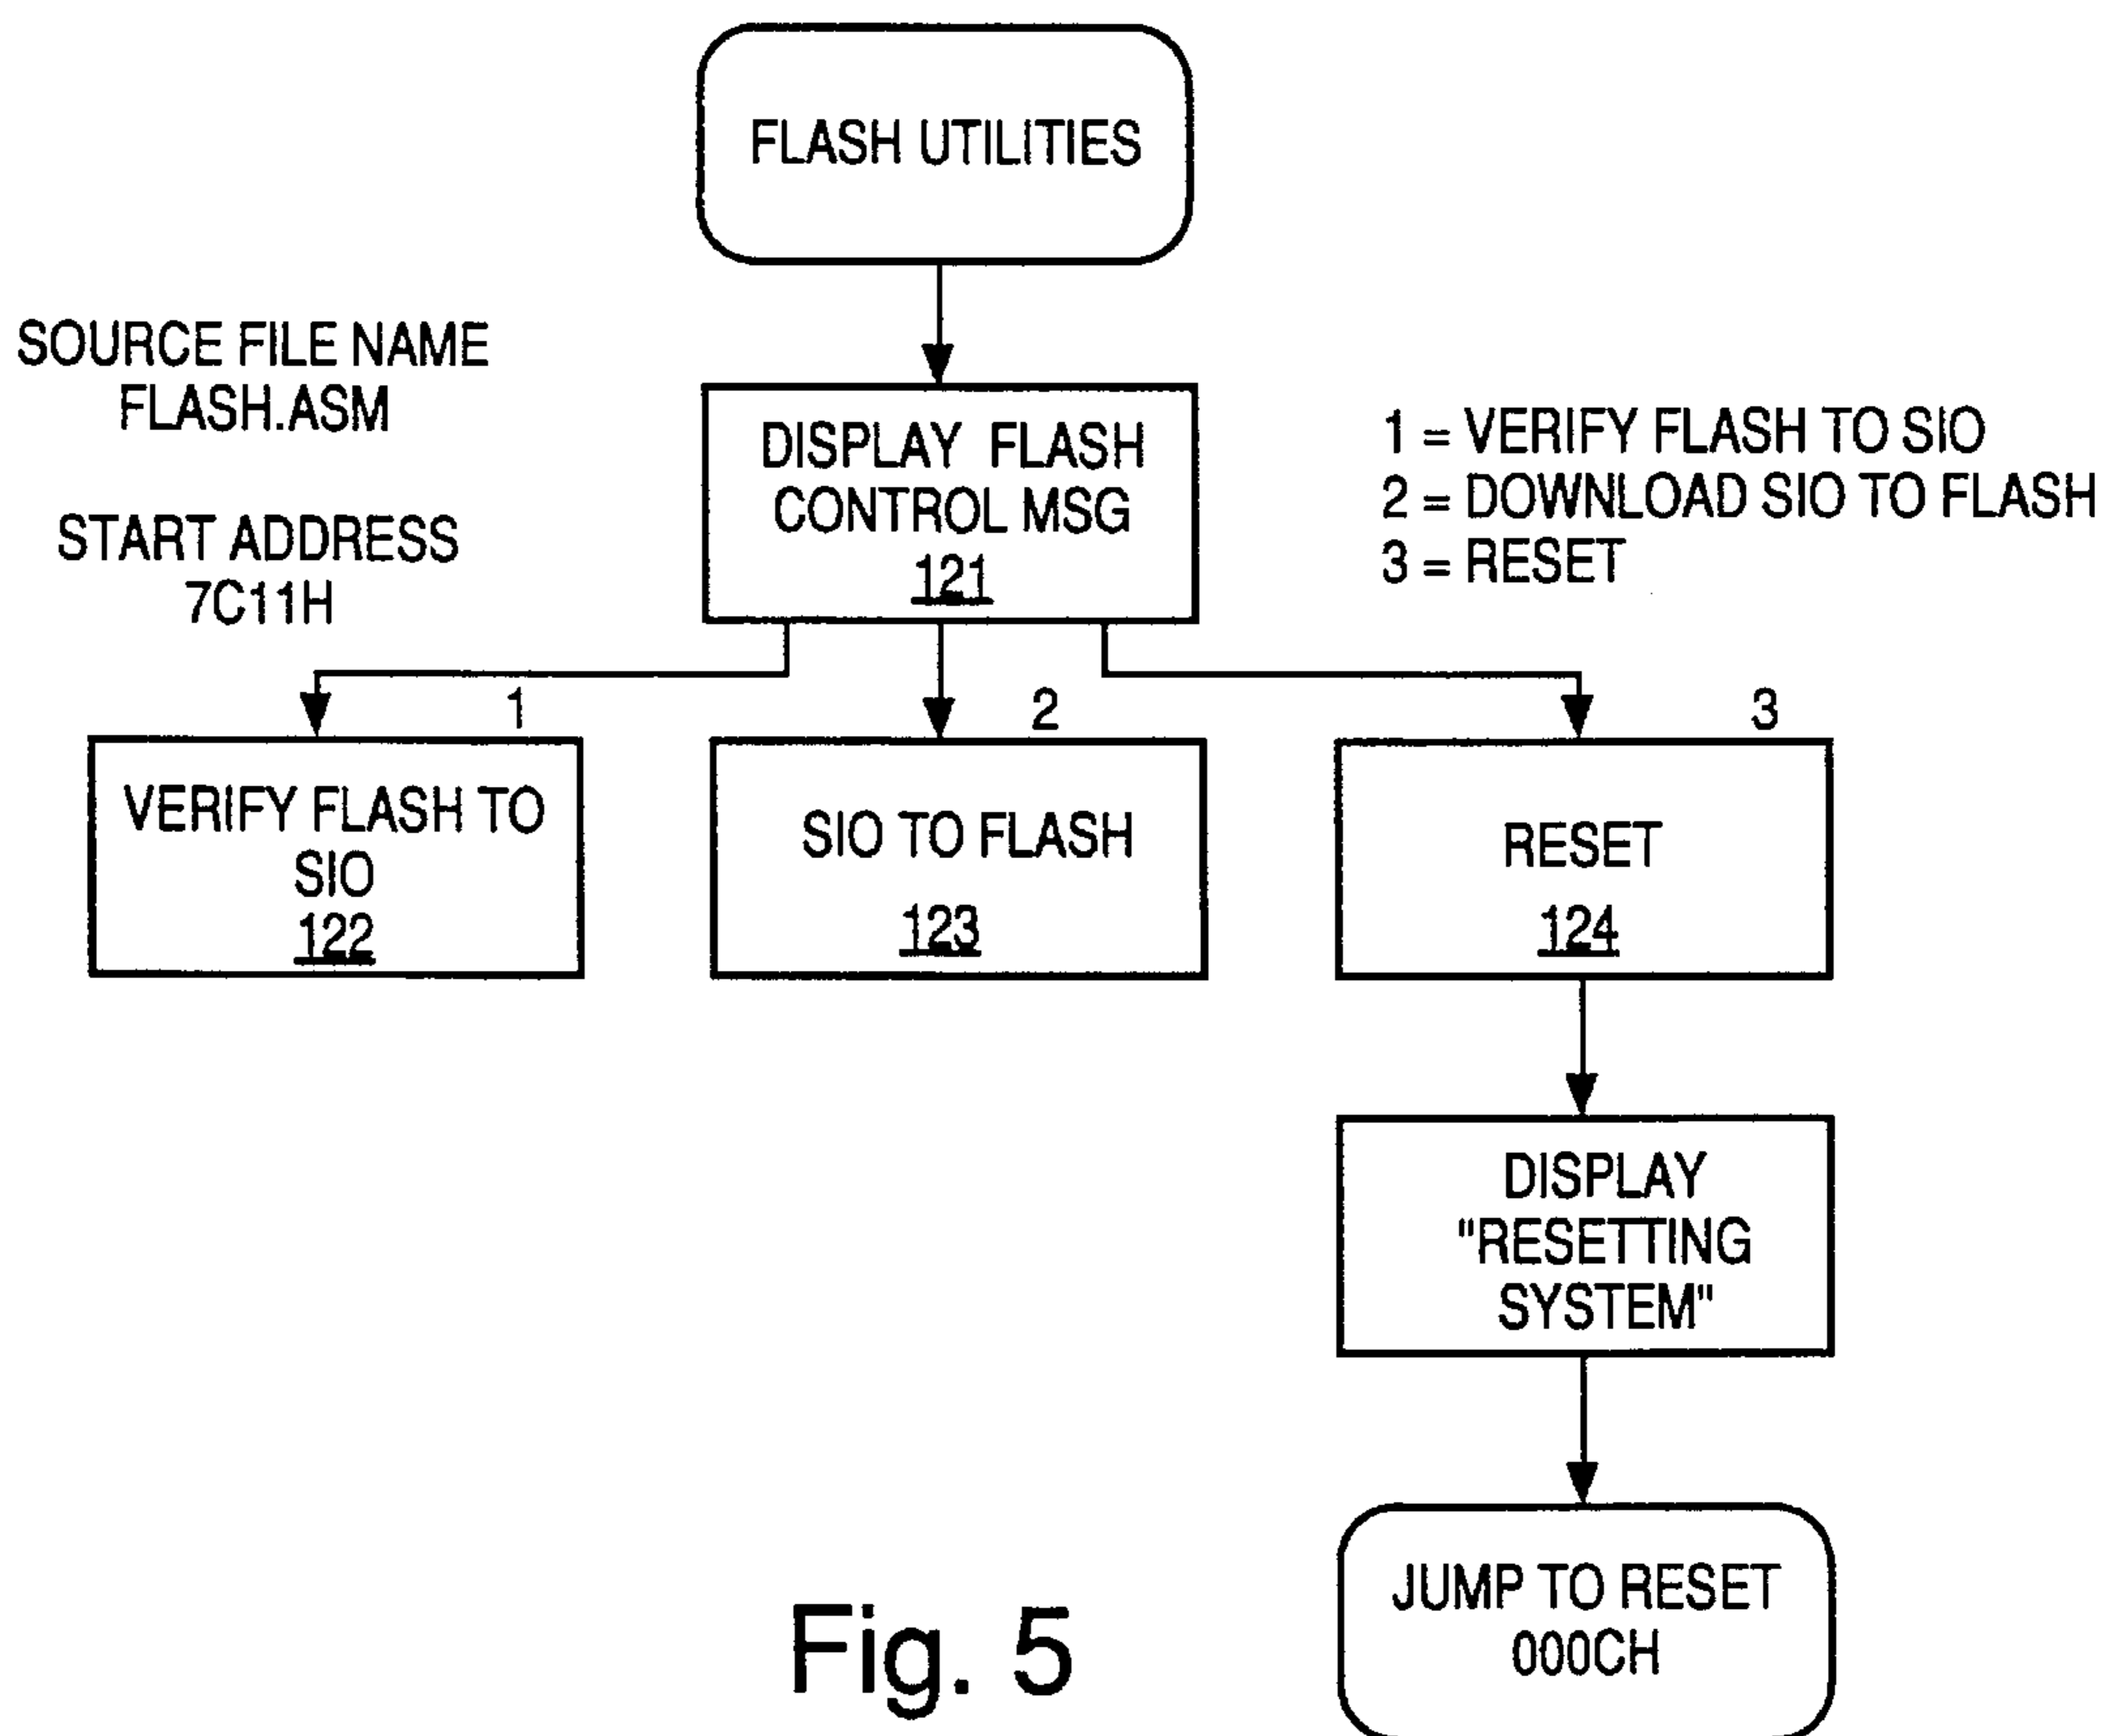 FLASH UTILITIES
SOURCE FILE NAME
FLASH.ASM
START ADDRESS
7C11H
DISPLAY FLASH
CONTROL MSG
121
1 = VERIFY FLASH TO SIO
2 = DOWNLOAD SIO TO FLASH
3 = RESET
1
2
3
VERIFY FLASH TO
SIO
122
SIO TO FLASH
123
RESET
124
DISPLAY
"RESETTING
SYSTEM"
JUMP TO RESET
000CH
Fig. 5